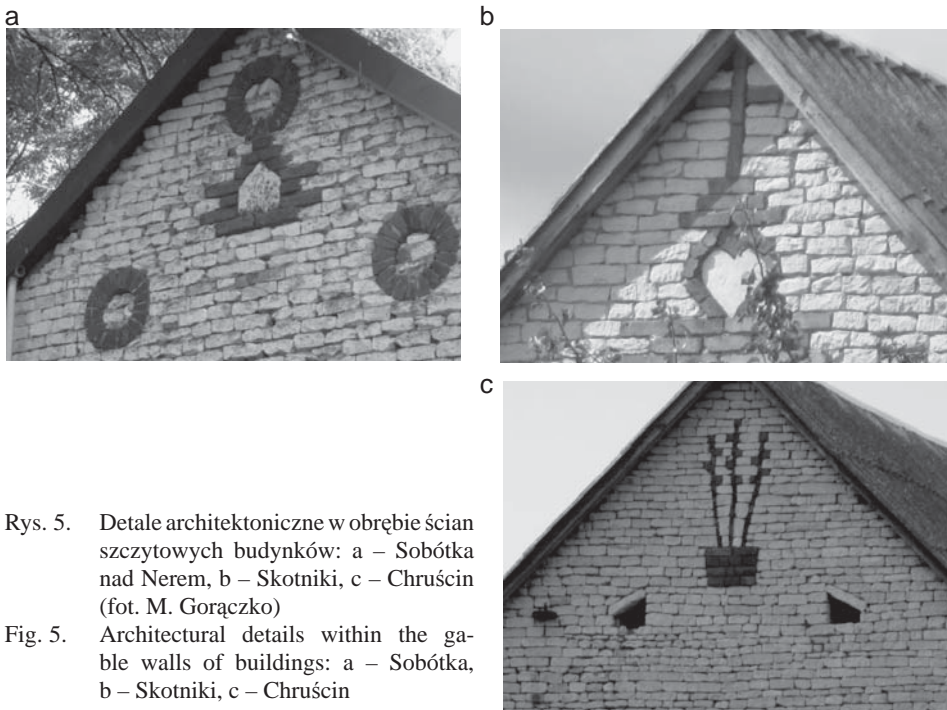 a
b
c
Rys. 5. Detale architektoniczne w obrębie ścian
szczytowych budynków: a – Sobótka
nad Nerem, b – Skotniki, c – Chruścin
(fot. M. Gorączko)
Fig. 5. Architectural details within the ga-
ble walls of buildings: a – Sobótka,
b – Skotniki, c – Chruścin